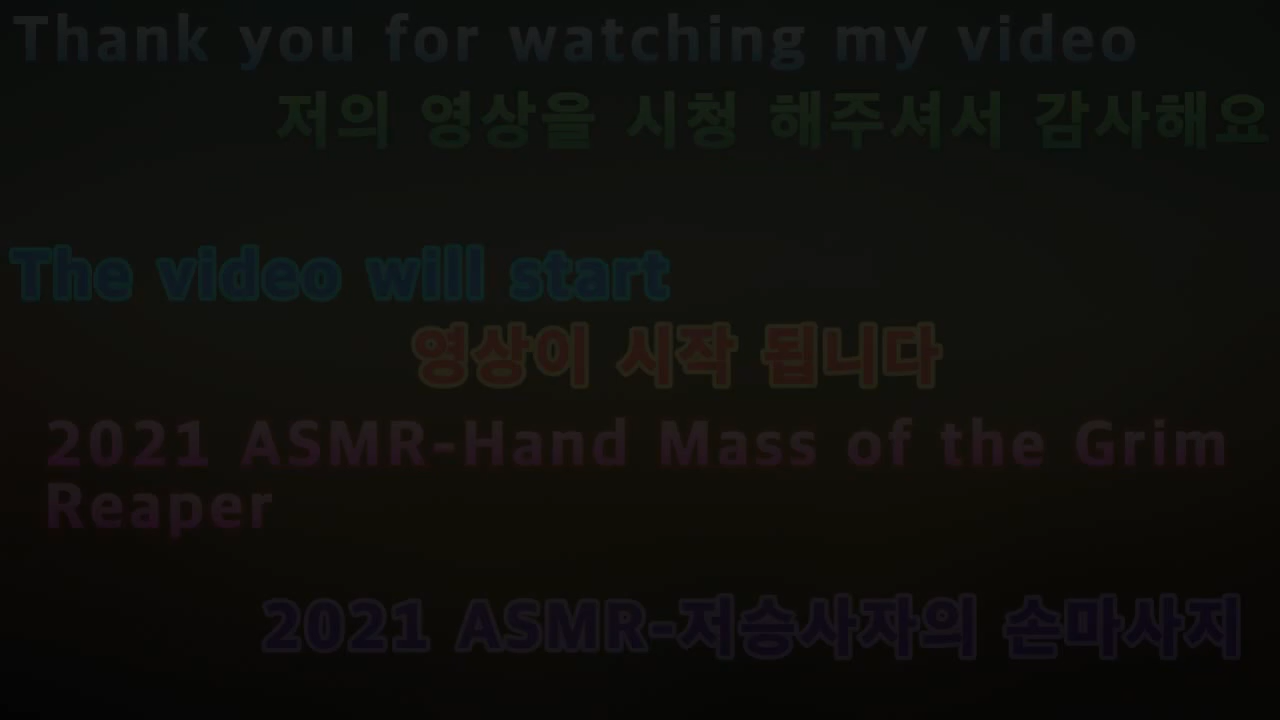 Thank you for watching my video
저의 영상을 시청 해주셔서 감사해요
The video will start
영상이 시작 됩니다
2021 ASMR-Hand Mass of the Grim
Reaper
2021 ASMR-저승사자의 손마사지